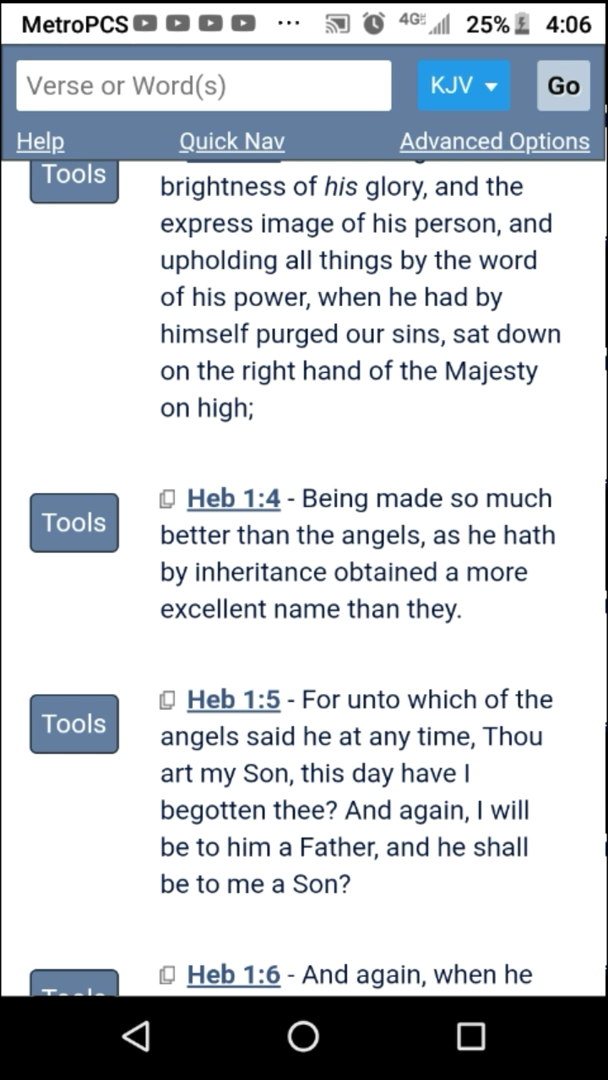 MetroPCS ... 4GE 25% 4:06
Verse or Word(s) KJV Go
Help Quick Nav Advanced Options
Tools
brightness of his glory, and the
express image of his person, and
upholding all things by the word
of his power, when he had by
himself purged our sins, sat down
on the right hand of the Majesty
on high;
Tools
Heb 1:4 - Being made so much
better than the angels, as he hath
by inheritance obtained a more
excellent name than they.
Tools
Heb 1:5 - For unto which of the
angels said he at any time, Thou
art my Son, this day have I
begotten thee? And again, I will
be to him a Father, and he shall
be to me a Son?
Tools
Heb 1:6 - And again, when he